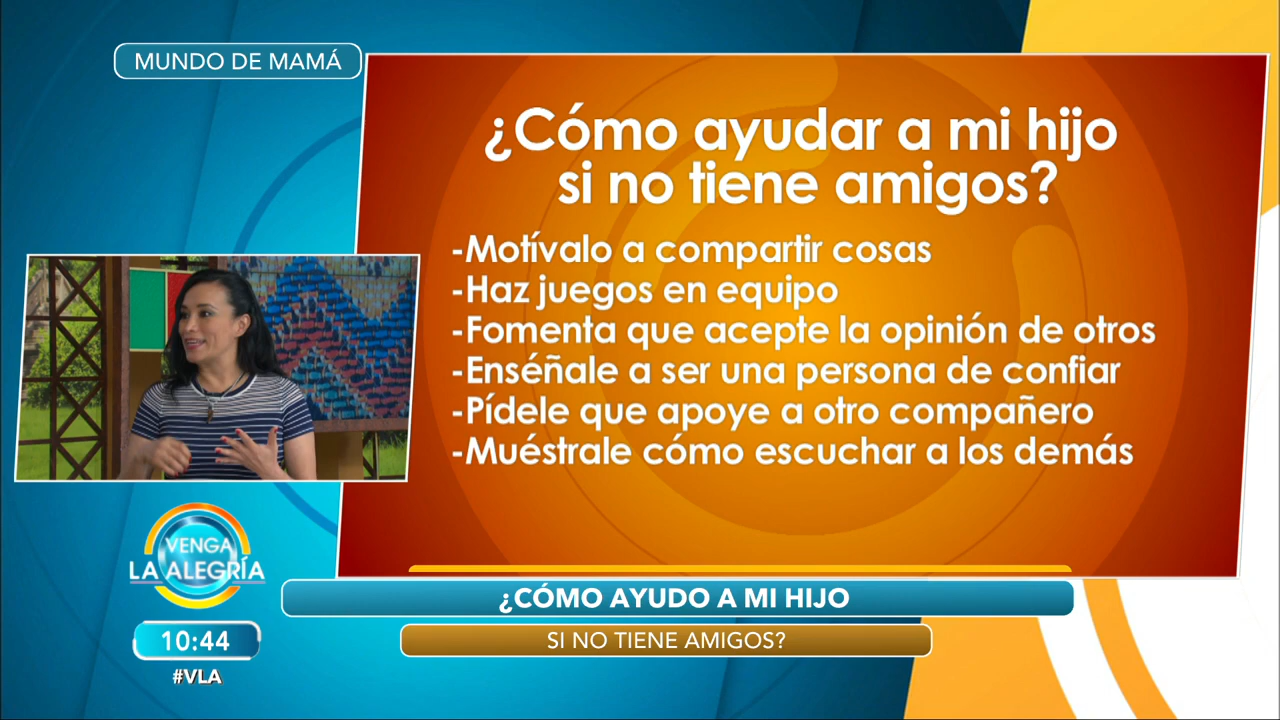 MUNDO DE MAMÁ
¿Cómo ayudar a mi hijo
si no tiene amigos?
-Motívalo a compartir cosas
-Haz juegos en equipo
-Fomenta que acepte la opinión de otros
-Enséñale a ser una persona de confiar
-Pídele que apoye a otro compañero
-Muéstrale cómo escuchar a los demás
VENGA
LA ALEGRÍA
¿CÓMO AYUDO A MI HIJO
SI NO TIENE AMIGOS?
10:44
#VLA